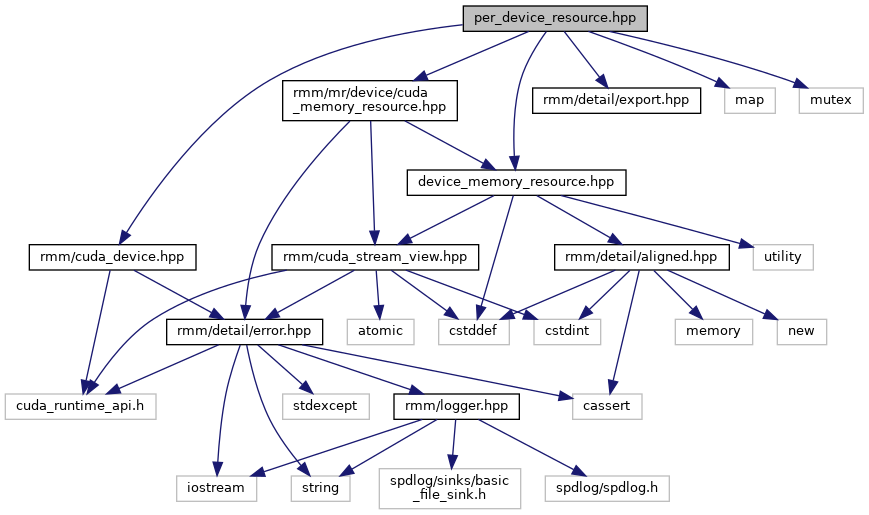 per_device_resource.hpp
rmm/mr/device/cuda
_memory_resource.hpp
rmm/detail/export.hpp
map
mutex
device_memory_resource.hpp
rmm/cuda_device.hpp
rmm/cuda_stream_view.hpp
rmm/detail/aligned.hpp
utility
rmm/detail/error.hpp
atomic
cstddef
cstdint
memory
new
cuda_runtime_api.h
stdexcept
rmm/logger.hpp
cassert
iostream
string
spdlog/sinks/basic
_file_sink.h
spdlog/spdlog.h